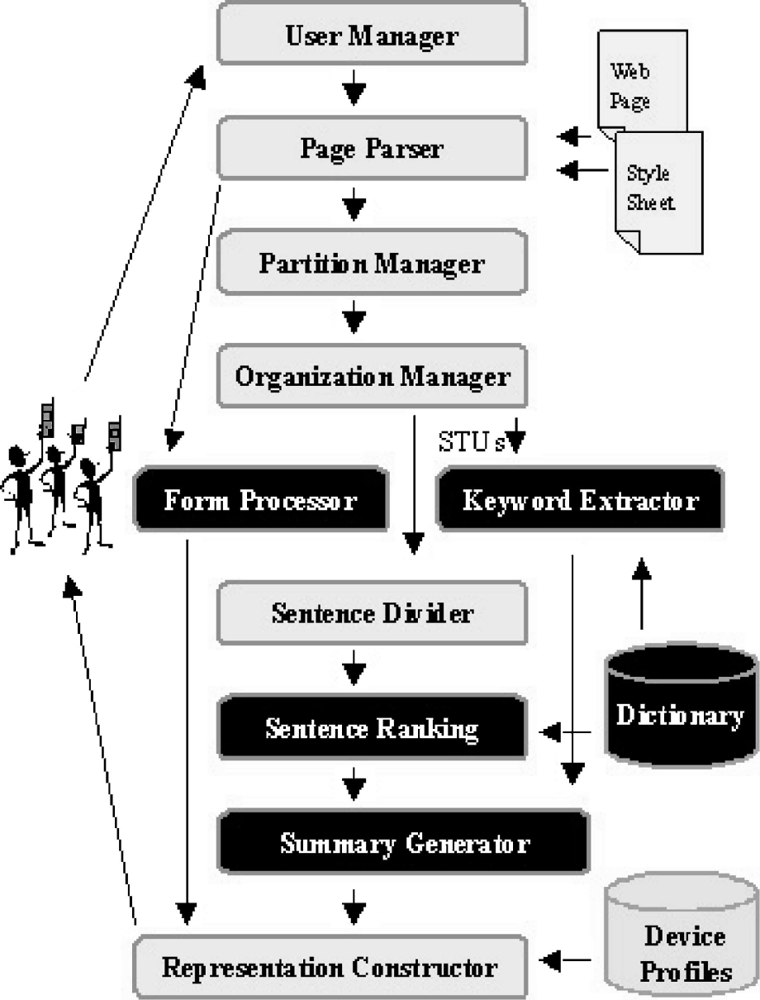 User Manager
Web
Page
Page Parser
Style
Sheet
Partition Manager
Organization Manager
STUs
Form Processor
Keyword Extractor
Sentence Divider
Sentence Ranking
Dictionary
Summary Generator
Device
Profiles
Representation Constructor